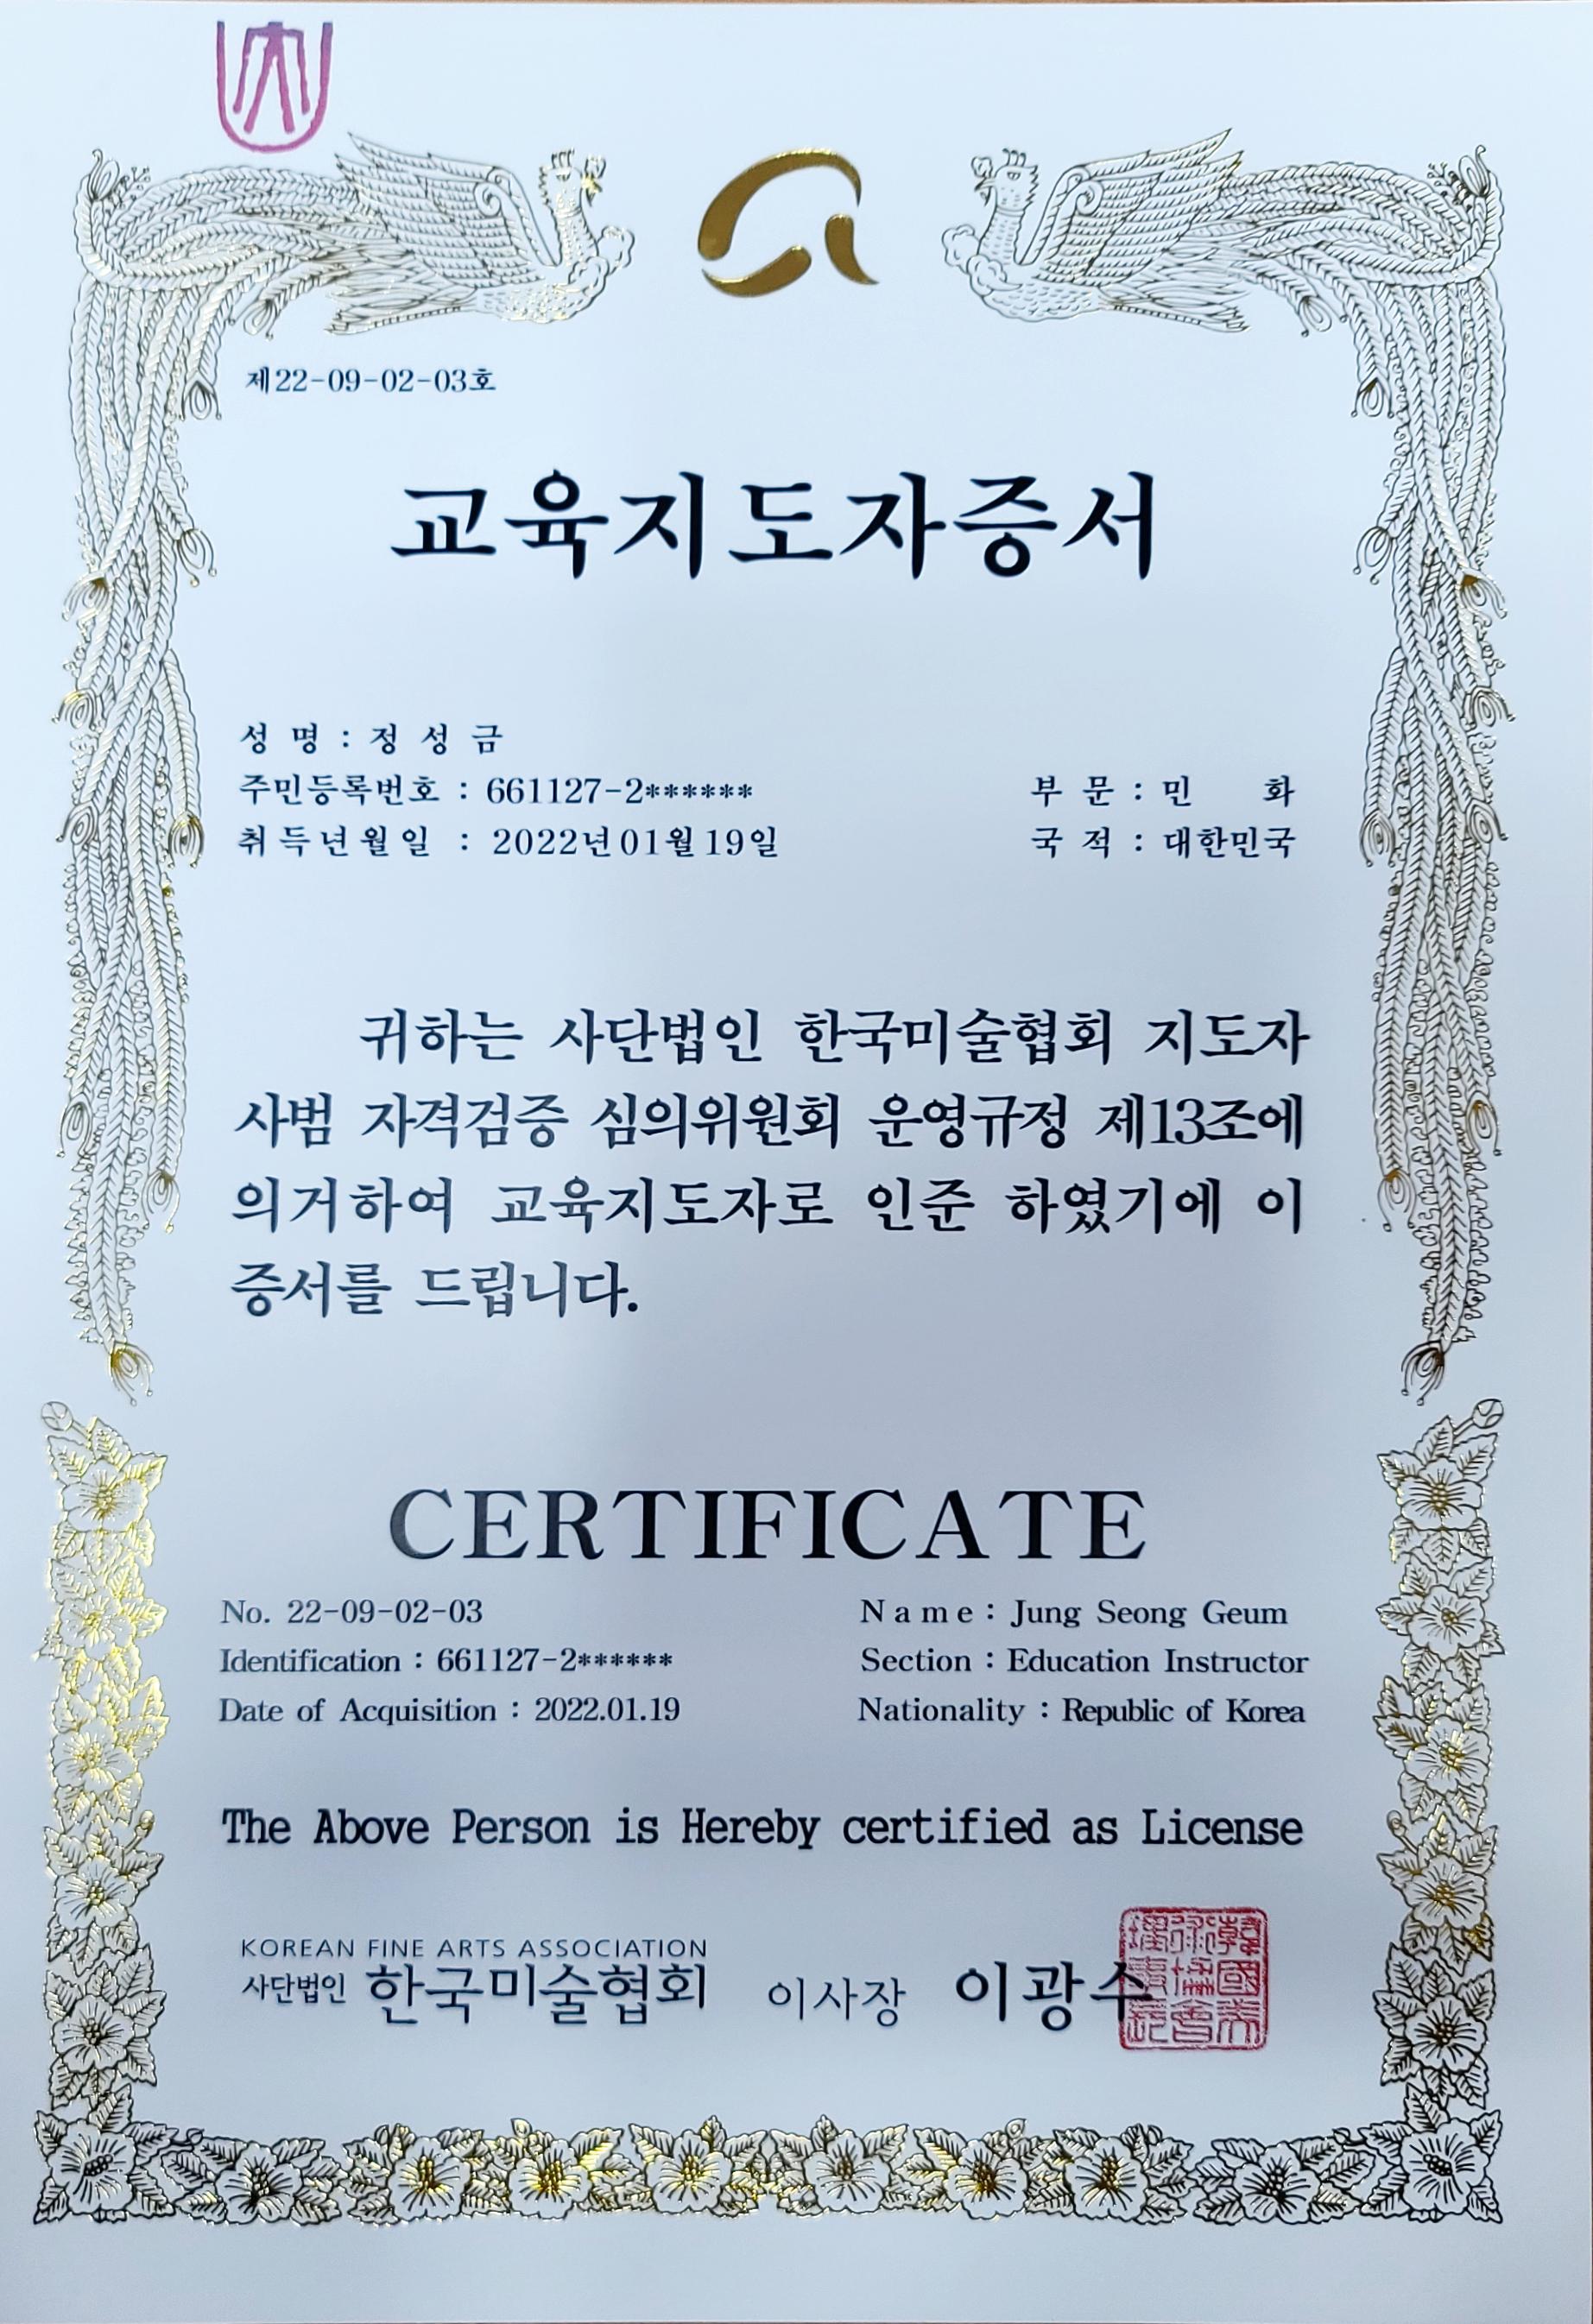 제22-09-02-03호
교육지도자증서
성 명 : 정 성 금
주민등록번호 : 661127-2******
부 문 : 민 화
취득년월일 : 2022년01월19일
국 적 : 대한민국
귀하는 사단법인 한국미술협회 지도자
사범 자격검증 심의위원회 운영규정 제13조에
의거하여 교육지도자로 인준 하였기에 이
증서를 드립니다.
CERTIFICATE
No. 22-09-02-03
Name : Jung Seong Geum
Identification : 661127-2******
Section : Education Instructor
Date of Acquisition : 2022.01.19
Nationality : Republic of Korea
The Above Person is Hereby certified as License
KOREAN FINE ARTS ASSOCIATION
사단법인 한국미술협회 이사장 이광수